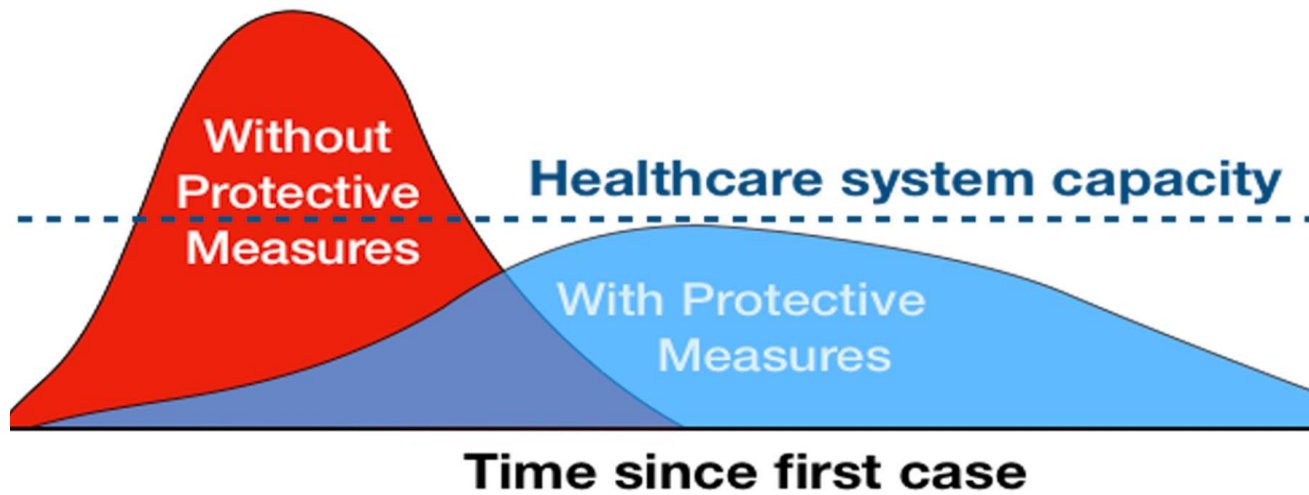 Without
Protective
Measures
Healthcare system capacity
With Protective
Measures
Time since first case